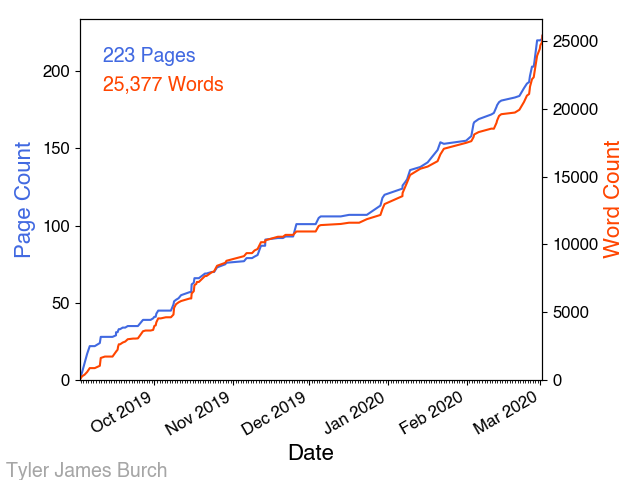 223 Pages
25,377 Words
Page Count
0
50
100
150
200
Word Count
0
5000
10000
15000
20000
25000
Oct 2019
Nov 2019
Dec 2019
Jan 2020
Feb 2020
Mar 2020
Date
Tyler James Burch